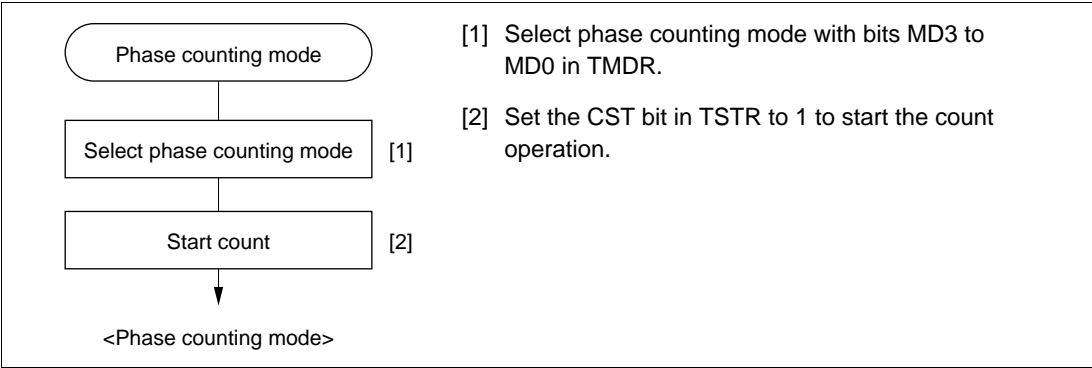 Phase counting mode
Select phase counting mode [1]
Start count [2]
<Phase counting mode>
[1] Select phase counting mode with bits MD3 to
MD0 in TMDR.
[2] Set the CST bit in TSTR to 1 to start the count
operation.